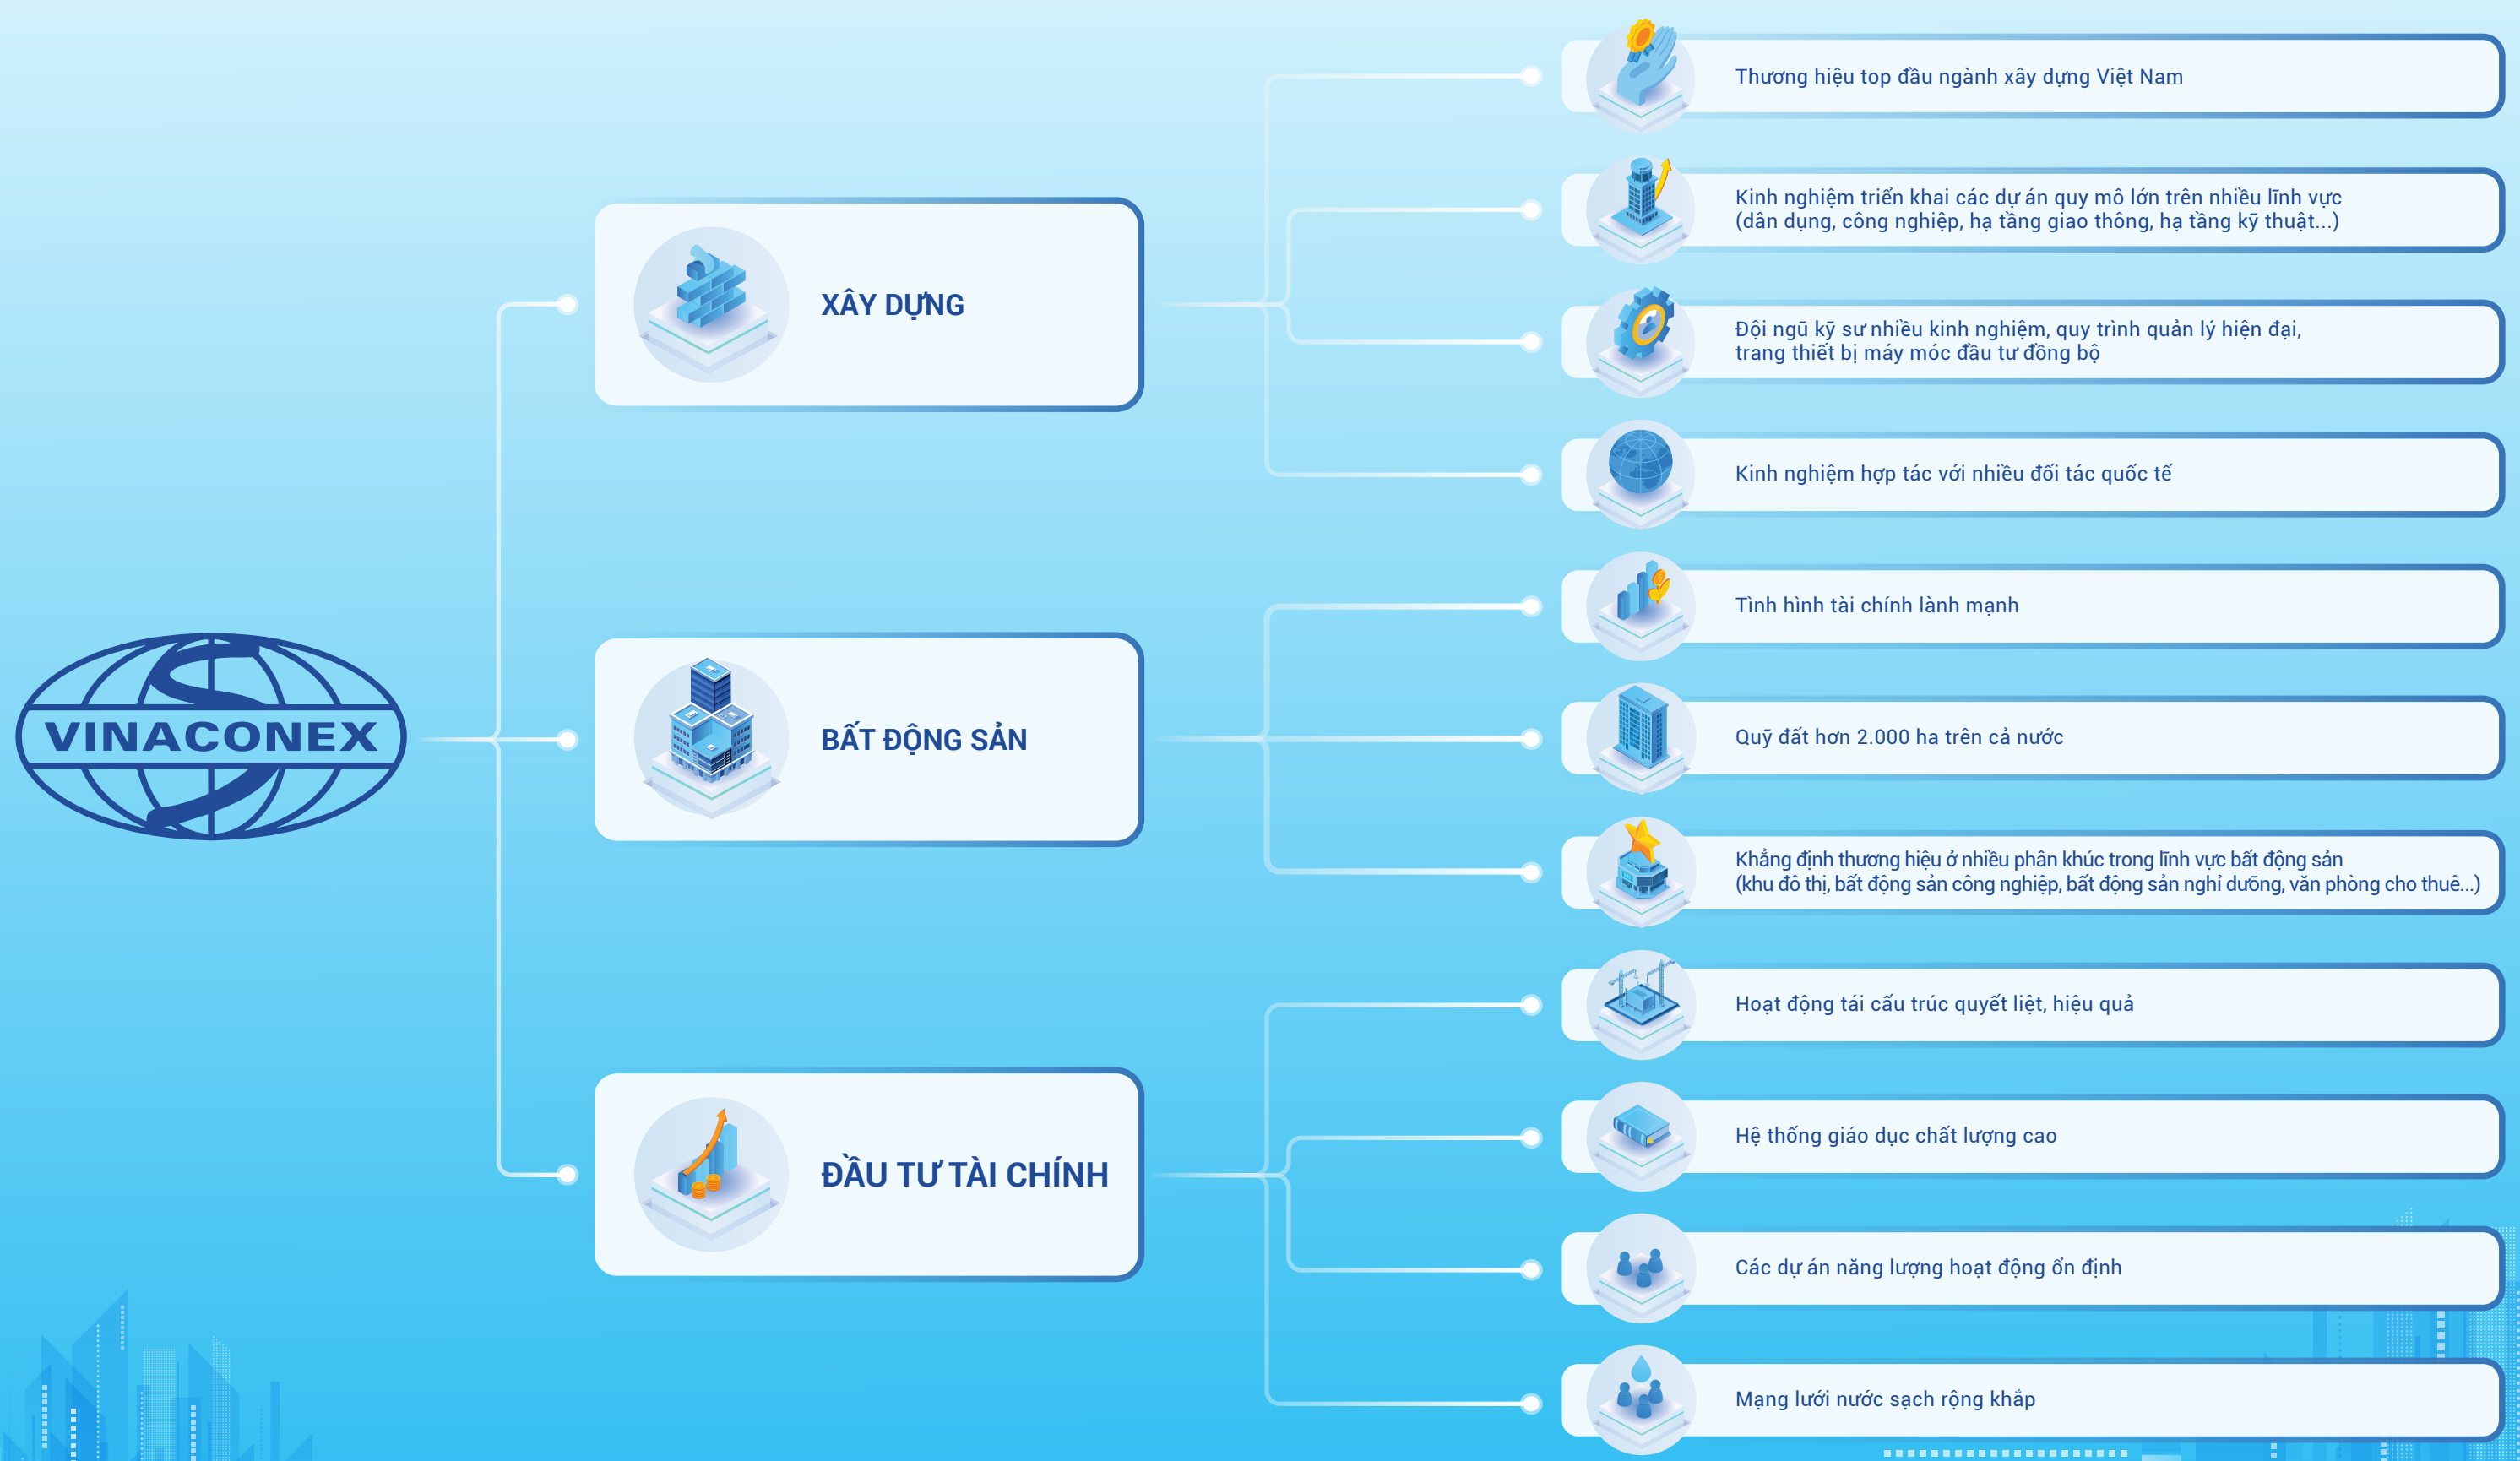 VINACONEX
XÂY DỰNG
Thương hiệu top đầu ngành xây dựng Việt Nam
Kinh nghiệm triển khai các dự án quy mô lớn trên nhiều lĩnh vực
(dân dụng, công nghiệp, hạ tầng giao thông, hạ tầng kỹ thuật...)
Đội ngũ kỹ sư nhiều kinh nghiệm, quy trình quản lý hiện đại,
trang thiết bị máy móc đầu tư đồng bộ
Kinh nghiệm hợp tác với nhiều đối tác quốc tế
BẤT ĐỘNG SẢN
Tình hình tài chính lành mạnh
Quỹ đất hơn 2.000 ha trên cả nước
Khẳng định thương hiệu ở nhiều phân khúc trong lĩnh vực bất động sản
(khu đô thị, bất động sản công nghiệp, bất động sản nghỉ dưỡng, văn phòng cho thuê...)
ĐẦU TƯ TÀI CHÍNH
Hoạt động tái cấu trúc quyết liệt, hiệu quả
Hệ thống giáo dục chất lượng cao
Các dự án năng lượng hoạt động ổn định
Mạng lưới nước sạch rộng khắp